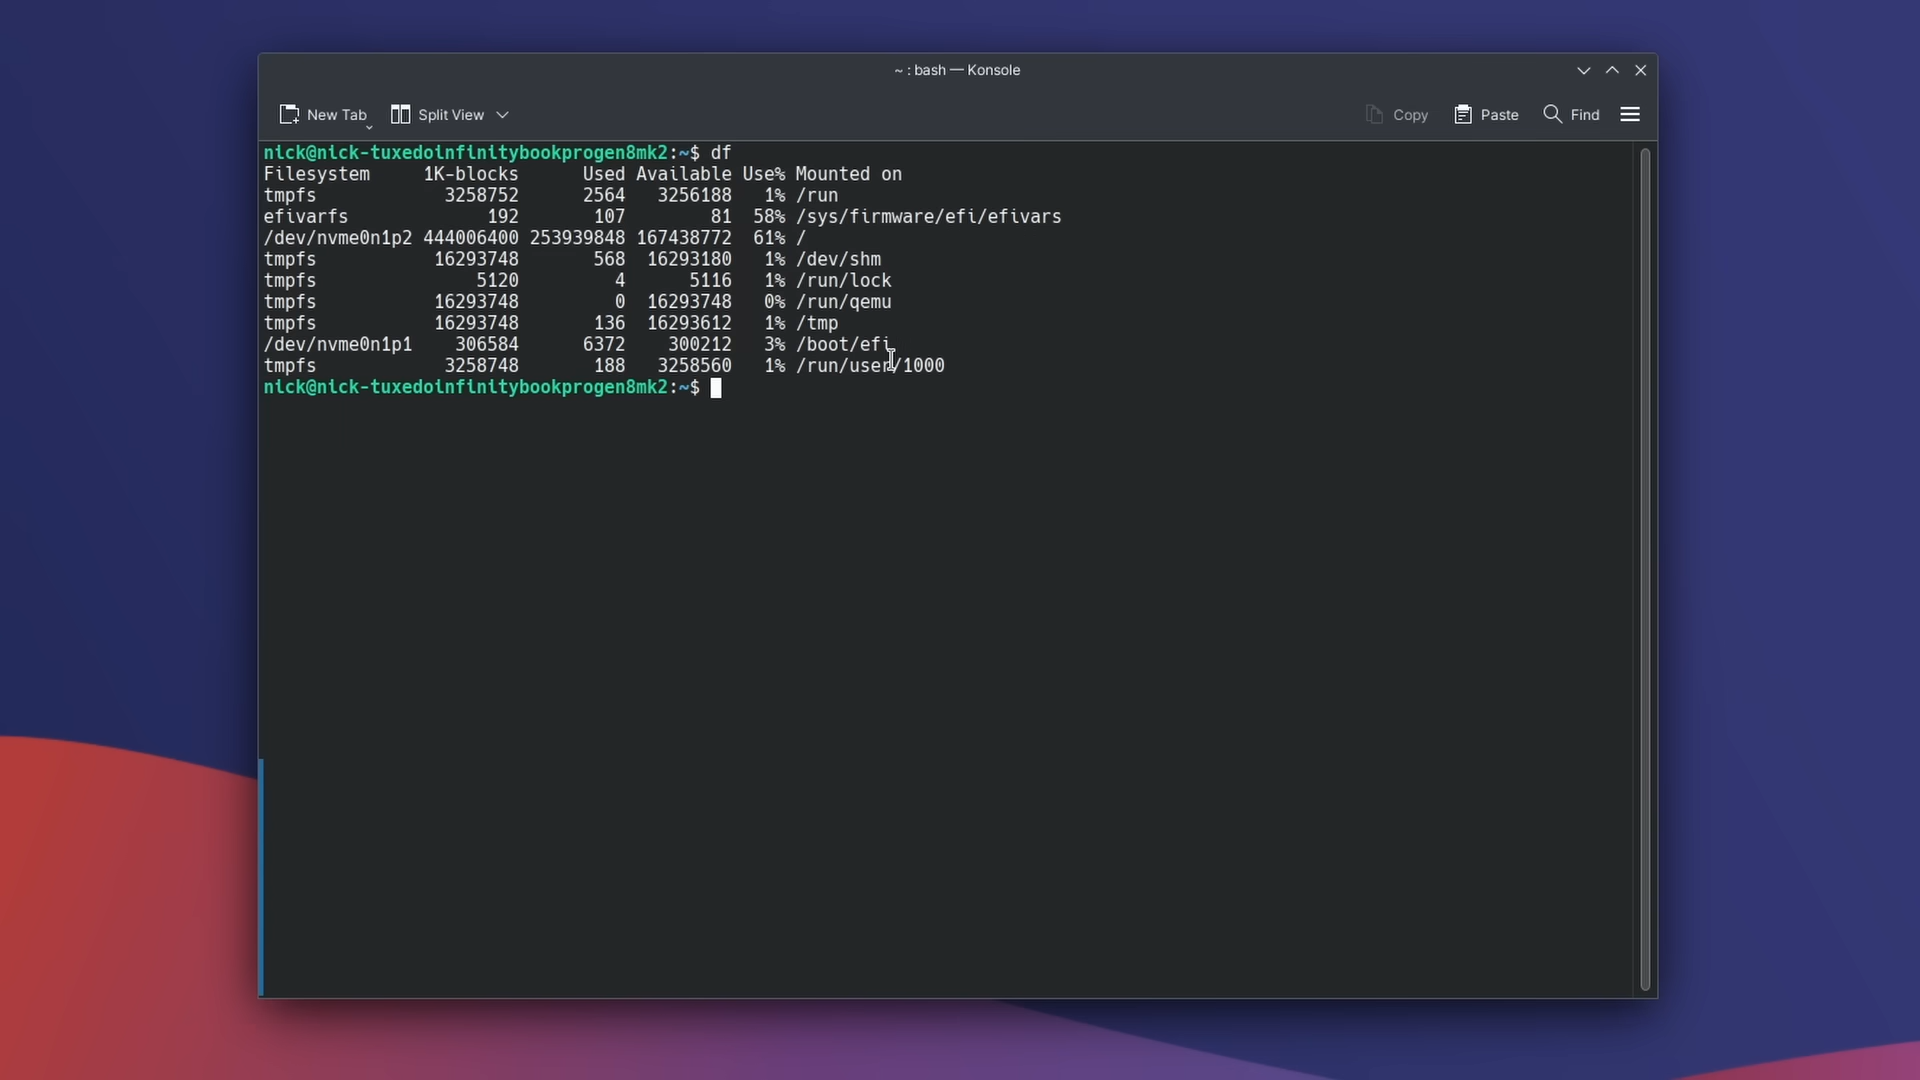 ~ : bash — Konsole
New Tab Split View Copy Paste Find
nick@nick-tuxedoinfinitybookprogen8mk2:~$ df
Filesystem     1K-blocks      Used Available Use% Mounted on
tmpfs            3258752      2564   3256188   1% /run
efivarfs             192       107        81  58% /sys/firmware/efi/efivars
/dev/nvme0n1p2 444006400 253939848 167438772  61% /
tmpfs           16293748       568  16293180   1% /dev/shm
tmpfs               5120         4      5116   1% /run/lock
tmpfs           16293748         0  16293748   0% /run/qemu
tmpfs           16293748       136  16293612   1% /tmp
/dev/nvme0n1p1    306584      6372    300212   3% /boot/efi
tmpfs            3258748       188   3258560   1% /run/user/1000
nick@nick-tuxedoinfinitybookprogen8mk2:~$